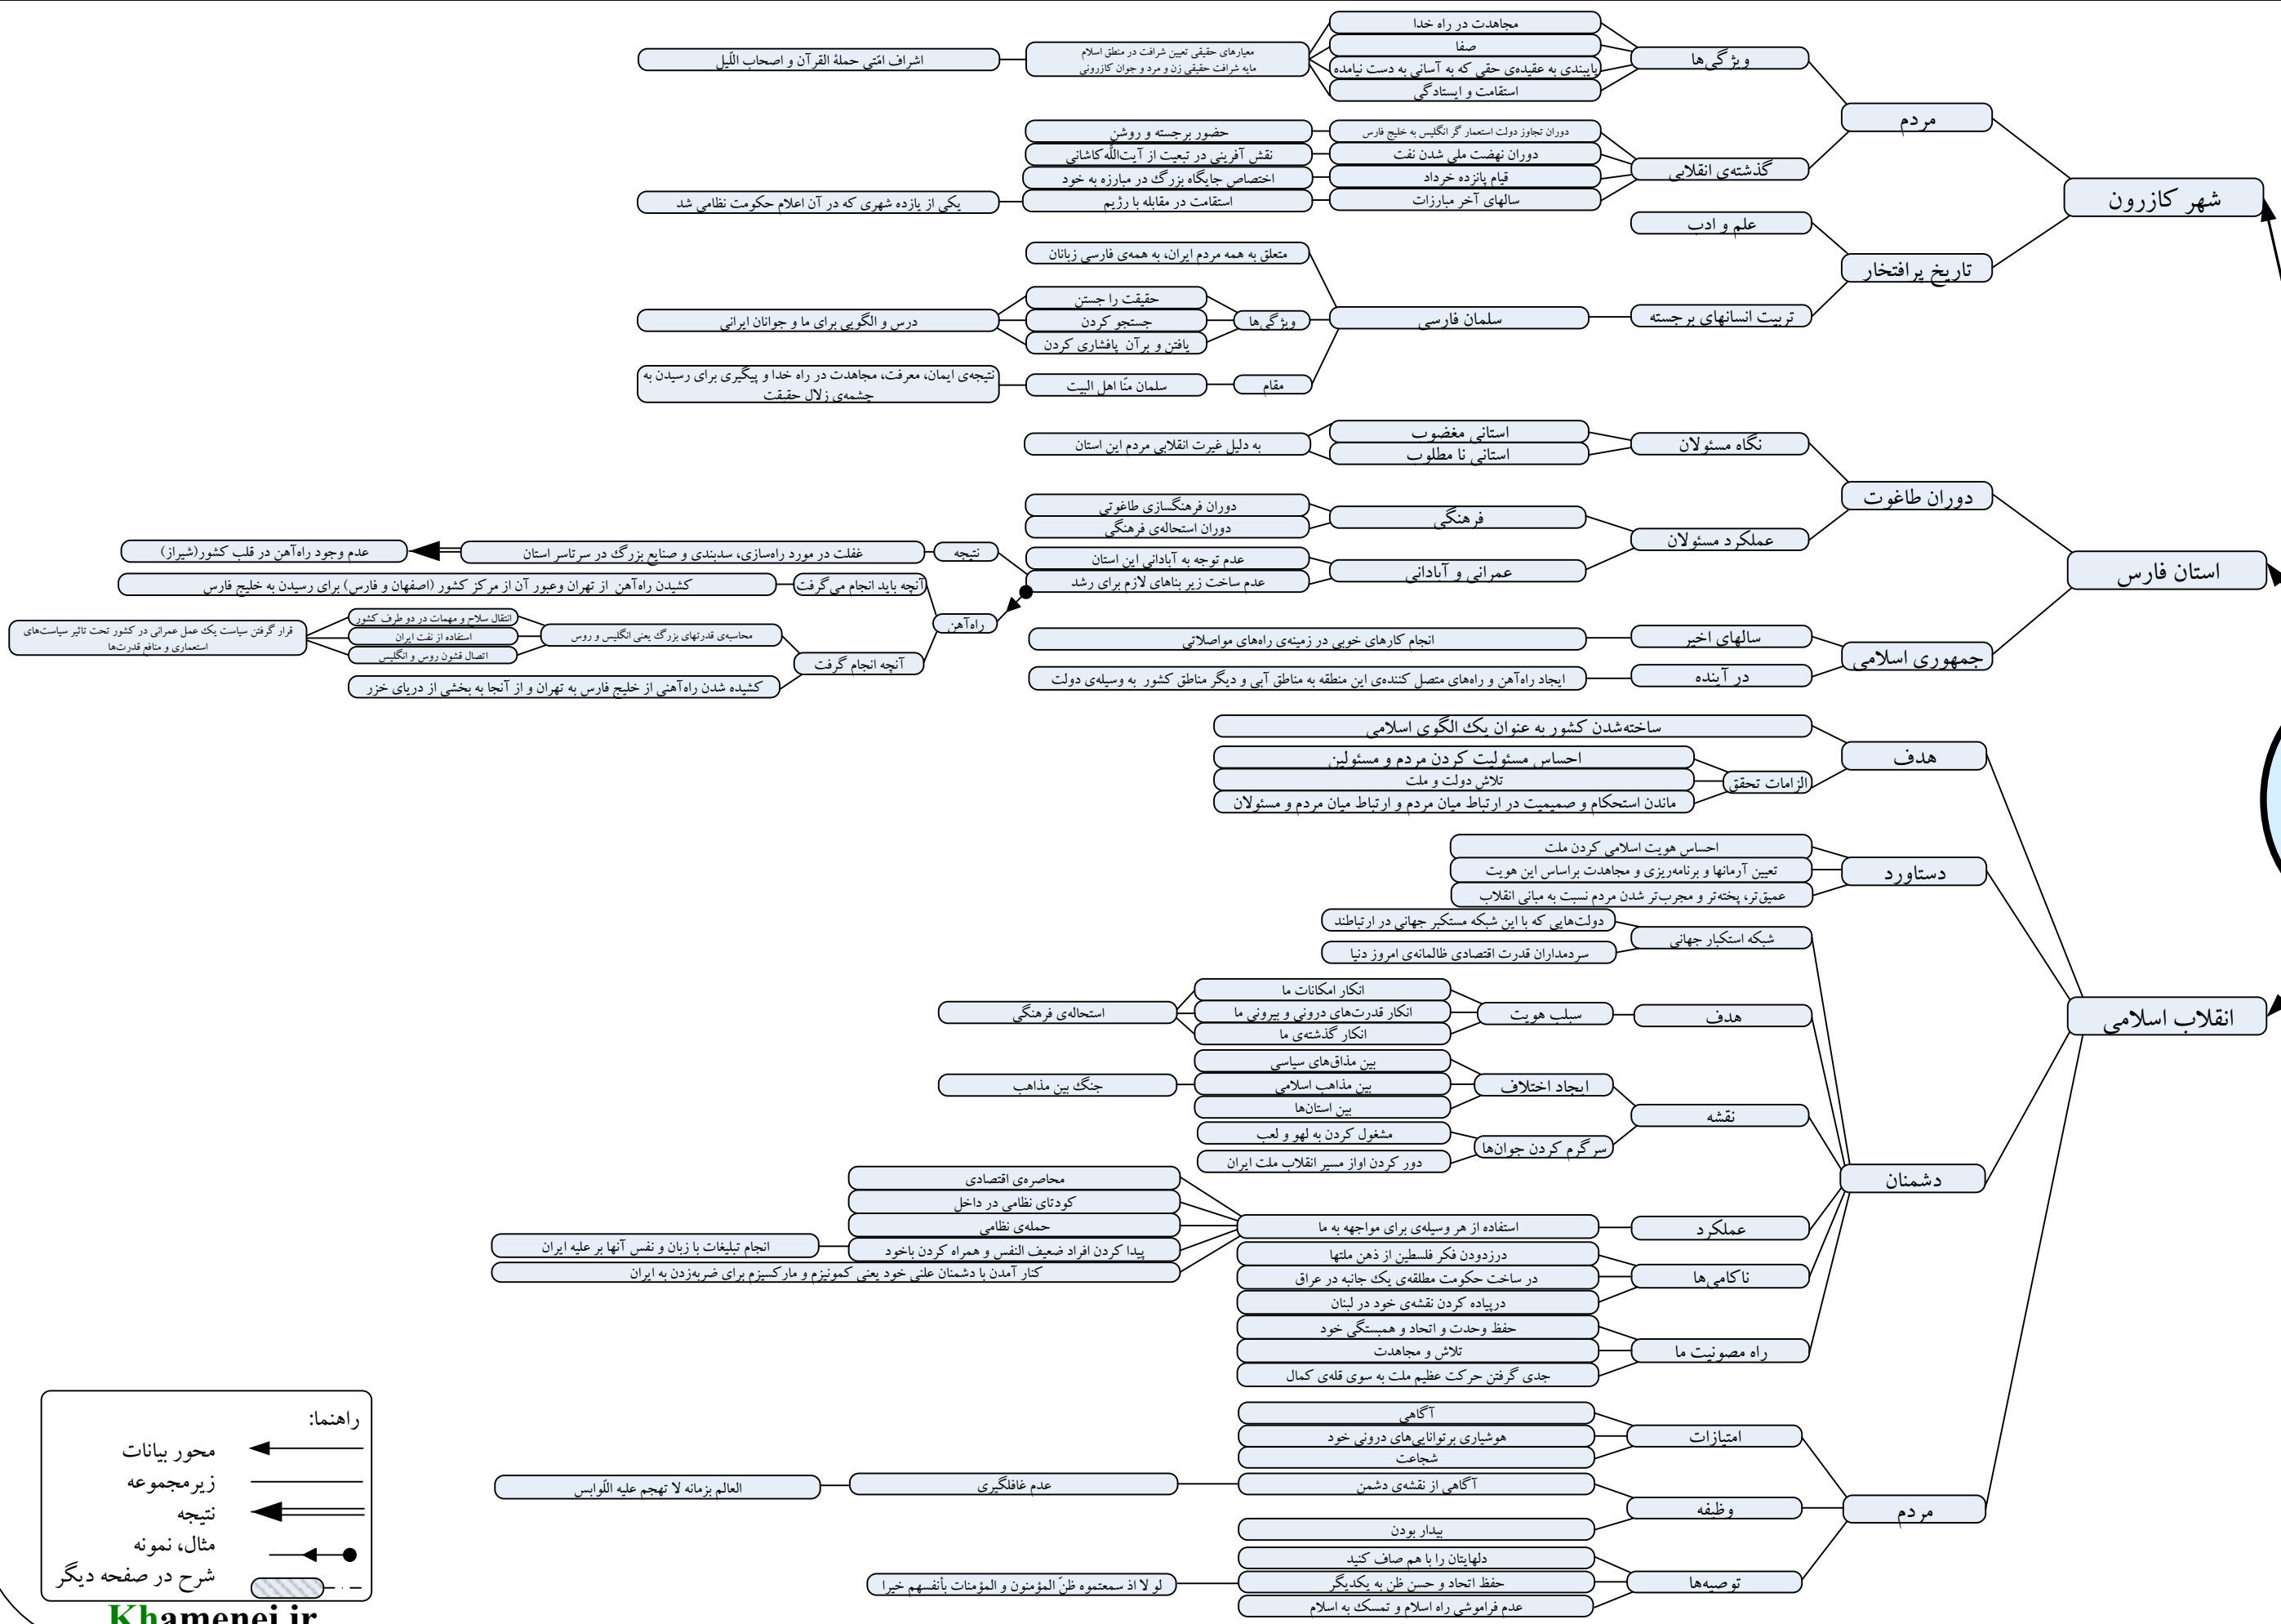 شهر کازرون
مردم
ویژگی‌ها
مجاهدت در راه خدا
صفا
پایبندی به عقیده‌ی حقی که به آسانی به دست نیامده
استقامت و ایستادگی
معیارهای حقیقی تعیین شرافت در منطق اسلام
مایه شرافت حقیقی زن و مرد و جوان کازرونی
اشراف امّتی حملة القرآن و اصحاب اللّیل
گذشته‌ی انقلابی
دوران تجاوز دولت استعمار گر انگلیس به خلیج فارس
حضور برجسته و روشن
دوران نهضت ملی شدن نفت
نقش آفرینی در تبعیت از آیت‌اللّه کاشانی
قیام پانزده خرداد
اختصاص جایگاه بزرگ در مبارزه به خود
سالهای آخر مبارزات
استقامت در مقابله با رژیم
یکی از یازده شهری که در آن اعلام حکومت نظامی شد
تاریخ پرافتخار
علم و ادب
تربیت انسانهای برجسته
سلمان فارسی
متعلق به همه مردم ایران، به همه‌ی فارسی زبانان
ویژگی‌ها
حقیقت را جستن
جستجو کردن
یافتن و برآن پافشاری کردن
درس و الگویی برای ما و جوانان ایرانی
مقام
سلمان منّا اهل البیت
نتیجه‌ی ایمان، معرفت، مجاهدت در راه خدا و پیگیری برای رسیدن به
چشمه‌ی زلال حقیقت
استان فارس
دوران طاغوت
نگاه مسئولان
استانی مغضوب
استانی نا مطلوب
به دلیل غیرت انقلابی مردم این استان
عملکرد مسئولان
فرهنگی
دوران فرهنگسازی طاغوتی
دوران استحاله‌ی فرهنگی
عمرانی و آبادانی
عدم توجه به آبادانی این استان
عدم ساخت زیر بناهای لازم برای رشد
نتیجه
غفلت در مورد راه‌سازی، سدبندی و صنایع بزرگ در سرتاسر استان
عدم وجود راه‌آهن در قلب کشور(شیراز)
راه‌آهن
آنچه باید انجام می‌گرفت
کشیدن راه‌آهن از تهران وعبور آن از مرکز کشور (اصفهان و فارس) برای رسیدن به خلیج فارس
آنچه انجام گرفت
محاسبه‌ی قدرتهای بزرگ یعنی انگلیس و روس
انتقال سلاح و مهمات در دو طرف کشور
استفاده از نفت ایران
اتصال قشون روس و انگلیس
قرار گرفتن سیاست یک عمل عمرانی در کشور تحت تاثیر سیاست‌های
استعماری و منافع قدرت‌ها
کشیده شدن راه‌آهنی از خلیج فارس به تهران و از آنجا به بخشی از دریای خزر
جمهوری اسلامی
سالهای اخیر
انجام کارهای خوبی در زمینه‌ی راه‌های مواصلاتی
در آینده
ایجاد راه‌آهن و راه‌های متصل کننده‌ی این منطقه به مناطق آبی و دیگر مناطق کشور به وسیله‌ی دولت
انقلاب اسلامی
هدف
ساخته‌شدن کشور به عنوان یک الگوی اسلامی
الزامات تحقق
احساس مسئولیت کردن مردم و مسئولین
تلاش دولت و ملت
ماندن استحکام و صمیمیت در ارتباط میان مردم و ارتباط میان مردم و مسئولان
دستاورد
احساس هویت اسلامی کردن ملت
تعیین آرمانها و برنامه‌ریزی و مجاهدت براساس این هویت
عمیق‌تر، پخته‌تر و مجرب‌تر شدن مردم نسبت به مبانی انقلاب
دشمنان
شبکه استکبار جهانی
دولت‌هایی که با این شبکه مستکبر جهانی در ارتباطند
سردمداران قدرت اقتصادی ظالمانه‌ی امروز دنیا
هدف
سبلب هویت
انکار امکانات ما
انکار قدرت‌های درونی و بیرونی ما
انکار گذشته‌ی ما
استحاله‌ی فرهنگی
نقشه
ایجاد اختلاف
بین مذاق‌های سیاسی
بین مذاهب اسلامی
بین استان‌ها
جنگ بین مذاهب
سرگرم کردن جوان‌ها
مشغول کردن به لهو و لعب
دور کردن اواز مسیر انقلاب ملت ایران
عملکرد
استفاده از هر وسیله‌ی برای مواجهه به ما
محاصره‌ی اقتصادی
کودتای نظامی در داخل
حمله‌ی نظامی
پیدا کردن افراد ضعیف النفس و همراه کردن باخود
انجام تبلیغات با زبان و نفس آنها بر علیه ایران
کنار آمدن با دشمنان علنی خود یعنی کمونیزم و مارکسیزم برای ضربه‌زدن به ایران
ناکامی‌ها
درزدودن فکر فلسطین از ذهن ملتها
در ساخت حکومت مطلقه‌ی یک جانبه در عراق
درپیاده کردن نقشه‌ی خود در لبنان
راه مصونیت ما
حفظ وحدت و اتحاد و همبستگی خود
تلاش و مجاهدت
جدی گرفتن حرکت عظیم ملت به سوی قله‌ی کمال
مردم
امتیازات
آگاهی
هوشیاری برتوانایی‌های درونی خود
شجاعت
وظیفه
آگاهی از نقشه‌ی دشمن
عدم غافلگیری
العالم بزمانه لا تهجم علیه اللّوابس
بیدار بودن
توصیه‌ها
دلهایتان را با هم صاف کنید
حفظ اتحاد و حسن ظن به یکدیگر
لو لا اذ سمعتموه ظنّ المؤمنون و المؤمنات بأنفسهم خیرا
عدم فراموشی راه اسلام و تمسک به اسلام
راهنما:
محور بیانات
زیرمجموعه
نتیجه
مثال، نمونه
شرح در صفحه دیگر
Khamenei.ir